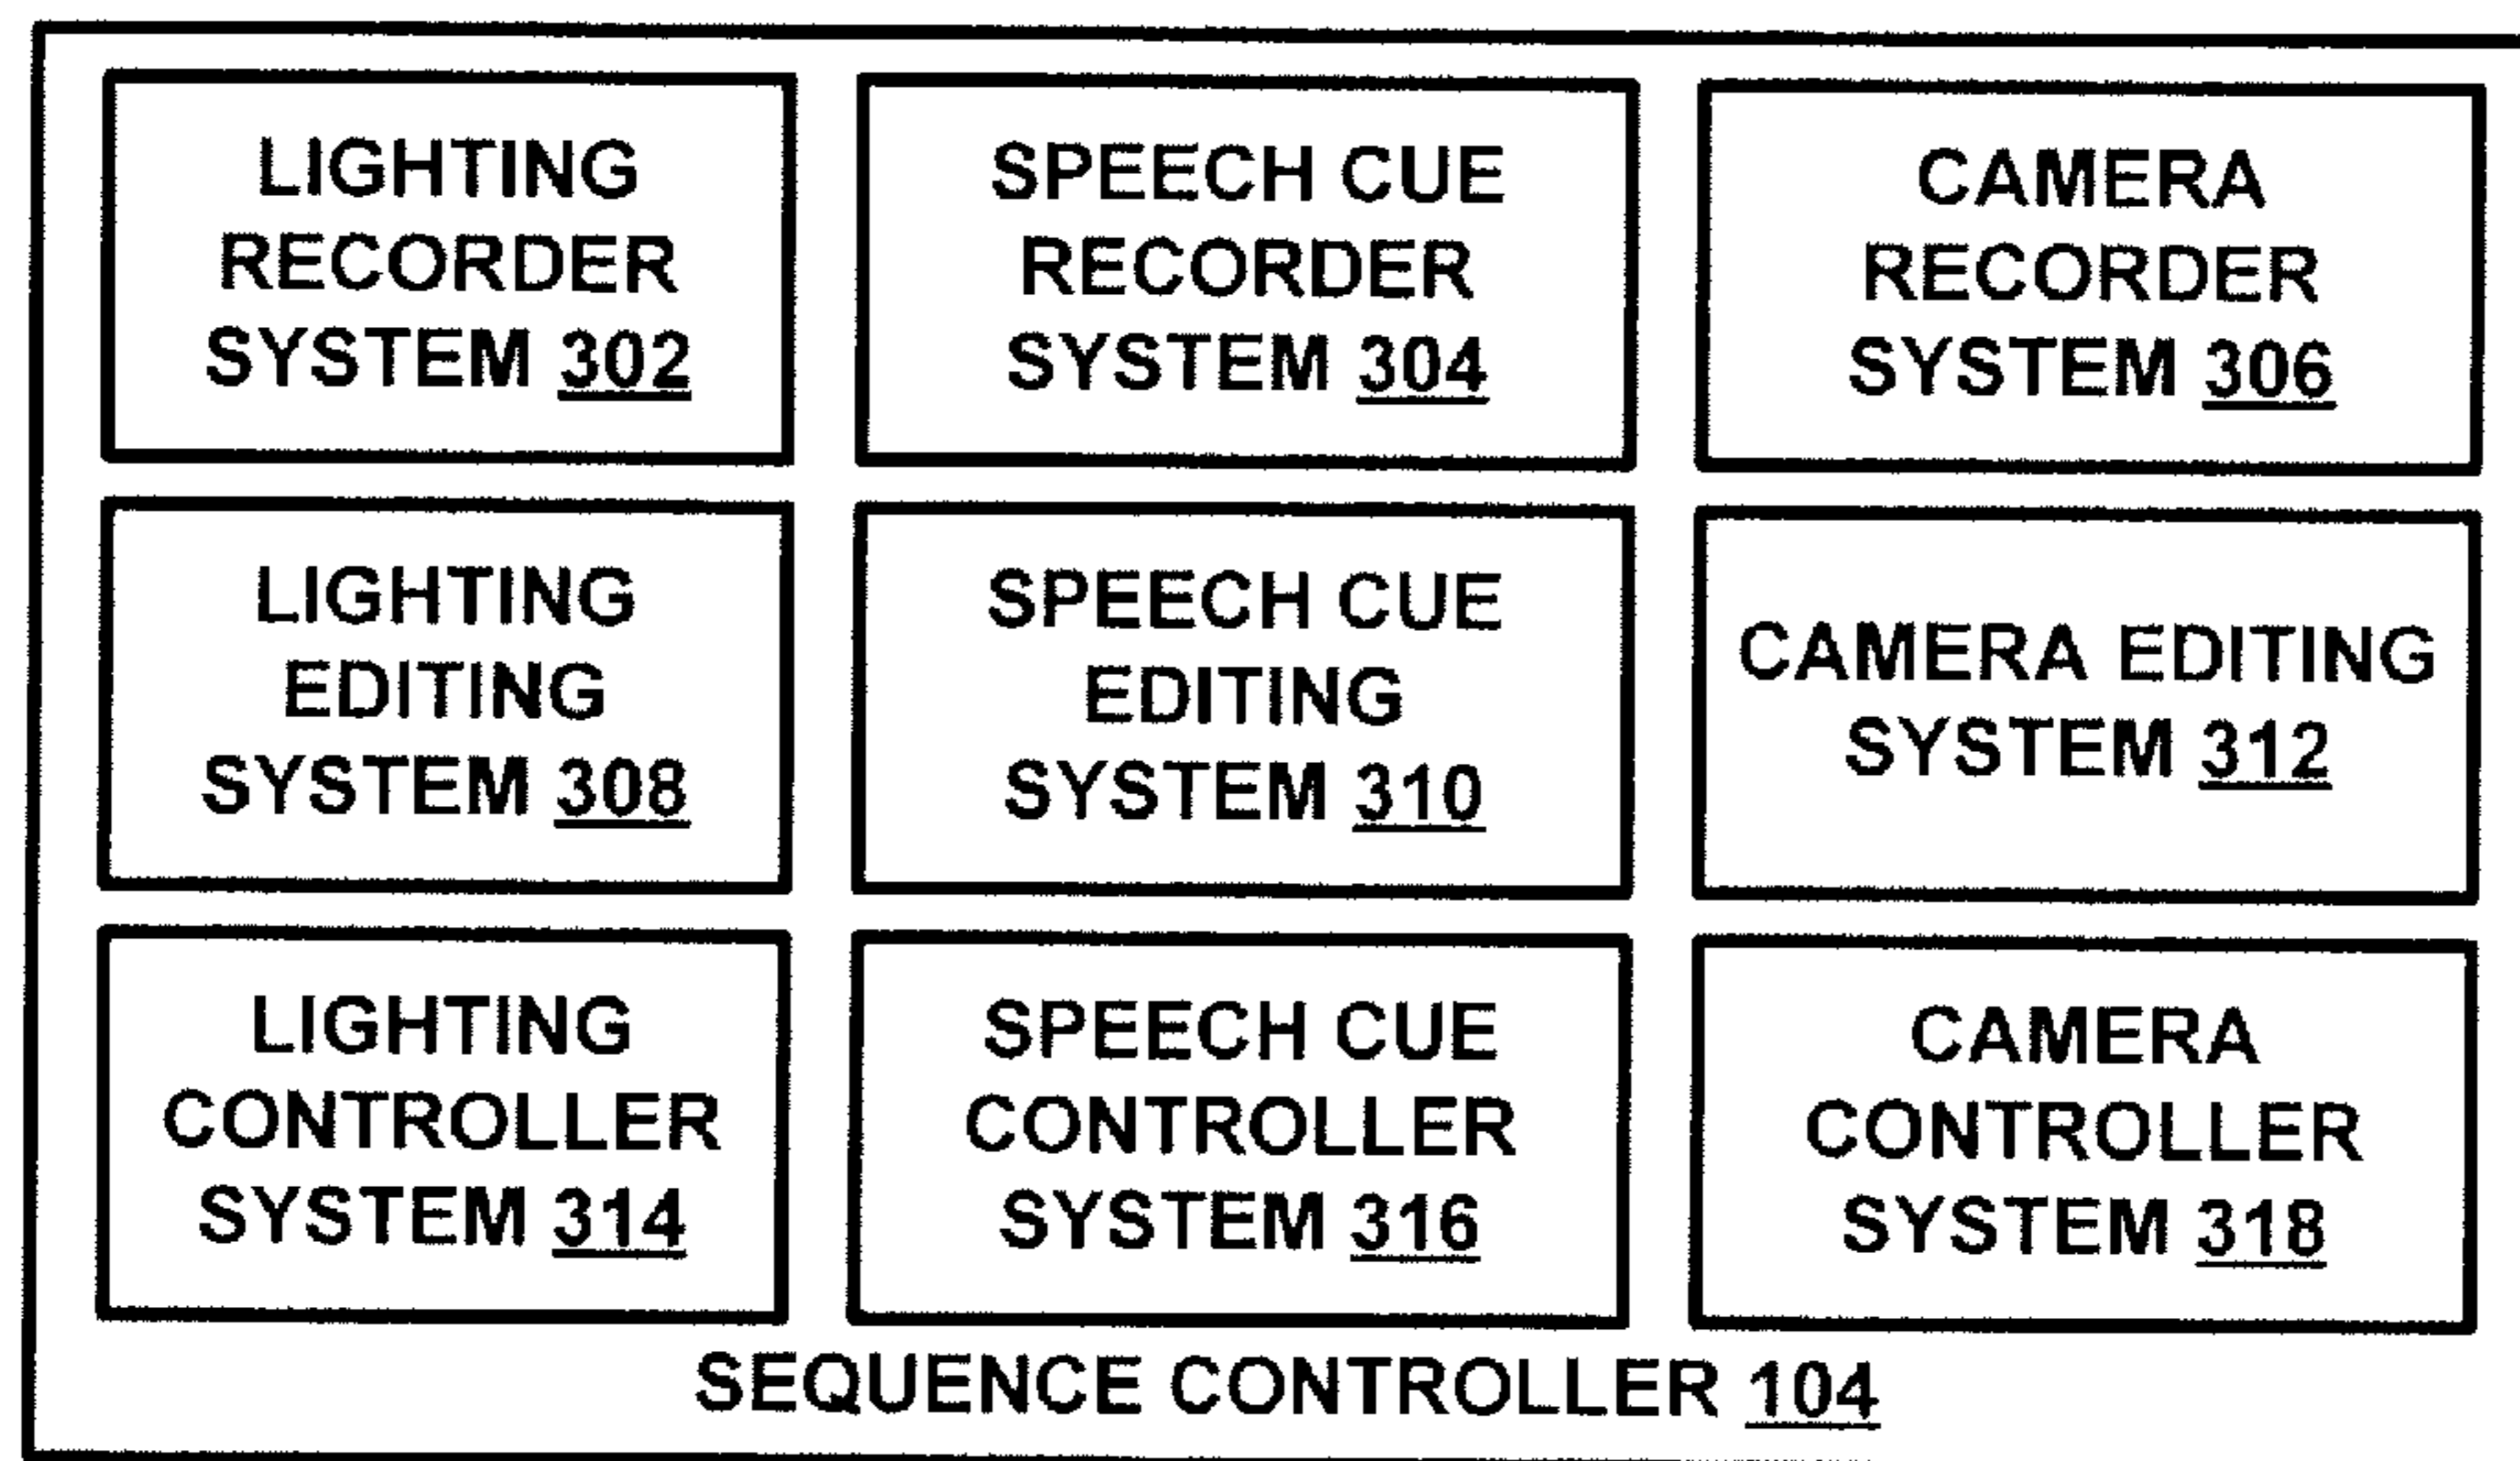 LIGHTING
RECORDER
SYSTEM 302
SPEECH CUE
RECORDER
SYSTEM 304
CAMERA
RECORDER
SYSTEM 306
LIGHTING
EDITING
SYSTEM 308
SPEECH CUE
EDITING
SYSTEM 310
CAMERA EDITING
SYSTEM 312
LIGHTING
CONTROLLER
SYSTEM 314
SPEECH CUE
CONTROLLER
SYSTEM 316
CAMERA
CONTROLLER
SYSTEM 318
SEQUENCE CONTROLLER 104